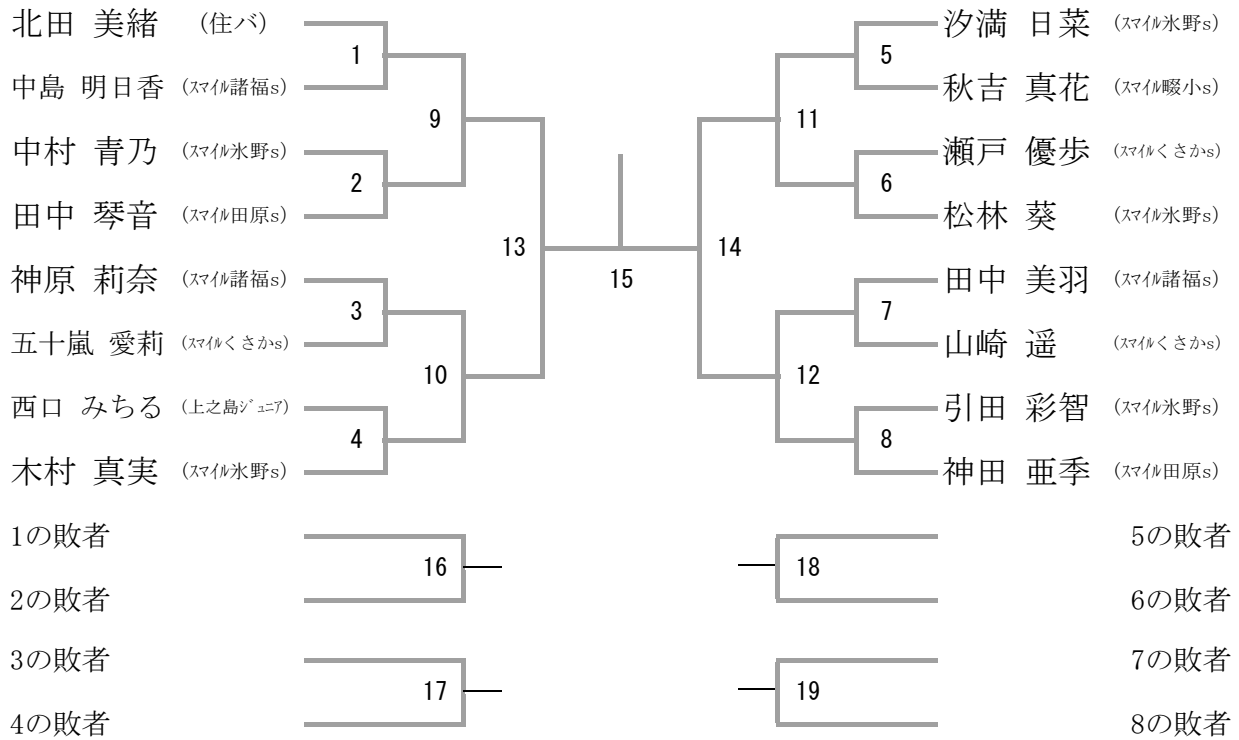 北田 美緒 (住バ)
1
中島 明日香 (ｽﾏｲﾙ諸福s)
9
中村 青乃 (ｽﾏｲﾙ氷野s)
2
田中 琴音 (ｽﾏｲﾙ田原s)
13
神原 莉奈 (ｽﾏｲﾙ諸福s)
3
五十嵐 愛莉 (ｽﾏｲﾙくさかs)
10
西口 みちる (上之島ｼﾞｭﾆｱ)
4
木村 真実 (ｽﾏｲﾙ氷野s)
15
汐満 日菜 (ｽﾏｲﾙ氷野s)
5
秋吉 真花 (ｽﾏｲﾙ畷小s)
11
瀬戸 優歩 (ｽﾏｲﾙくさかs)
6
松林 葵 (ｽﾏｲﾙ氷野s)
14
田中 美羽 (ｽﾏｲﾙ諸福s)
7
山崎 遥 (ｽﾏｲﾙくさかs)
12
引田 彩智 (ｽﾏｲﾙ氷野s)
8
神田 亜季 (ｽﾏｲﾙ田原s)
1の敗者
16
2の敗者
3の敗者
17
4の敗者
5の敗者
18
6の敗者
7の敗者
19
8の敗者